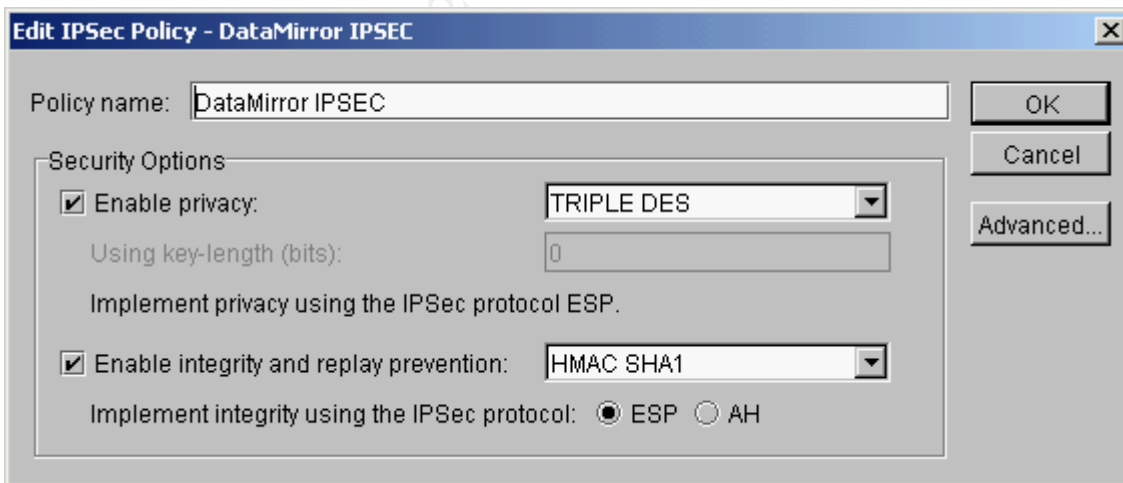 Edit IPSec Policy - DataMirror IPSEC
Policy name: DataMirror IPSEC
OK
Cancel
Advanced...
Security Options
Enable privacy: TRIPLE DES
Using key-length (bits): 0
Implement privacy using the IPSec protocol ESP.
Enable integrity and replay prevention: HMAC SHA1
Implement integrity using the IPSec protocol: ESP AH